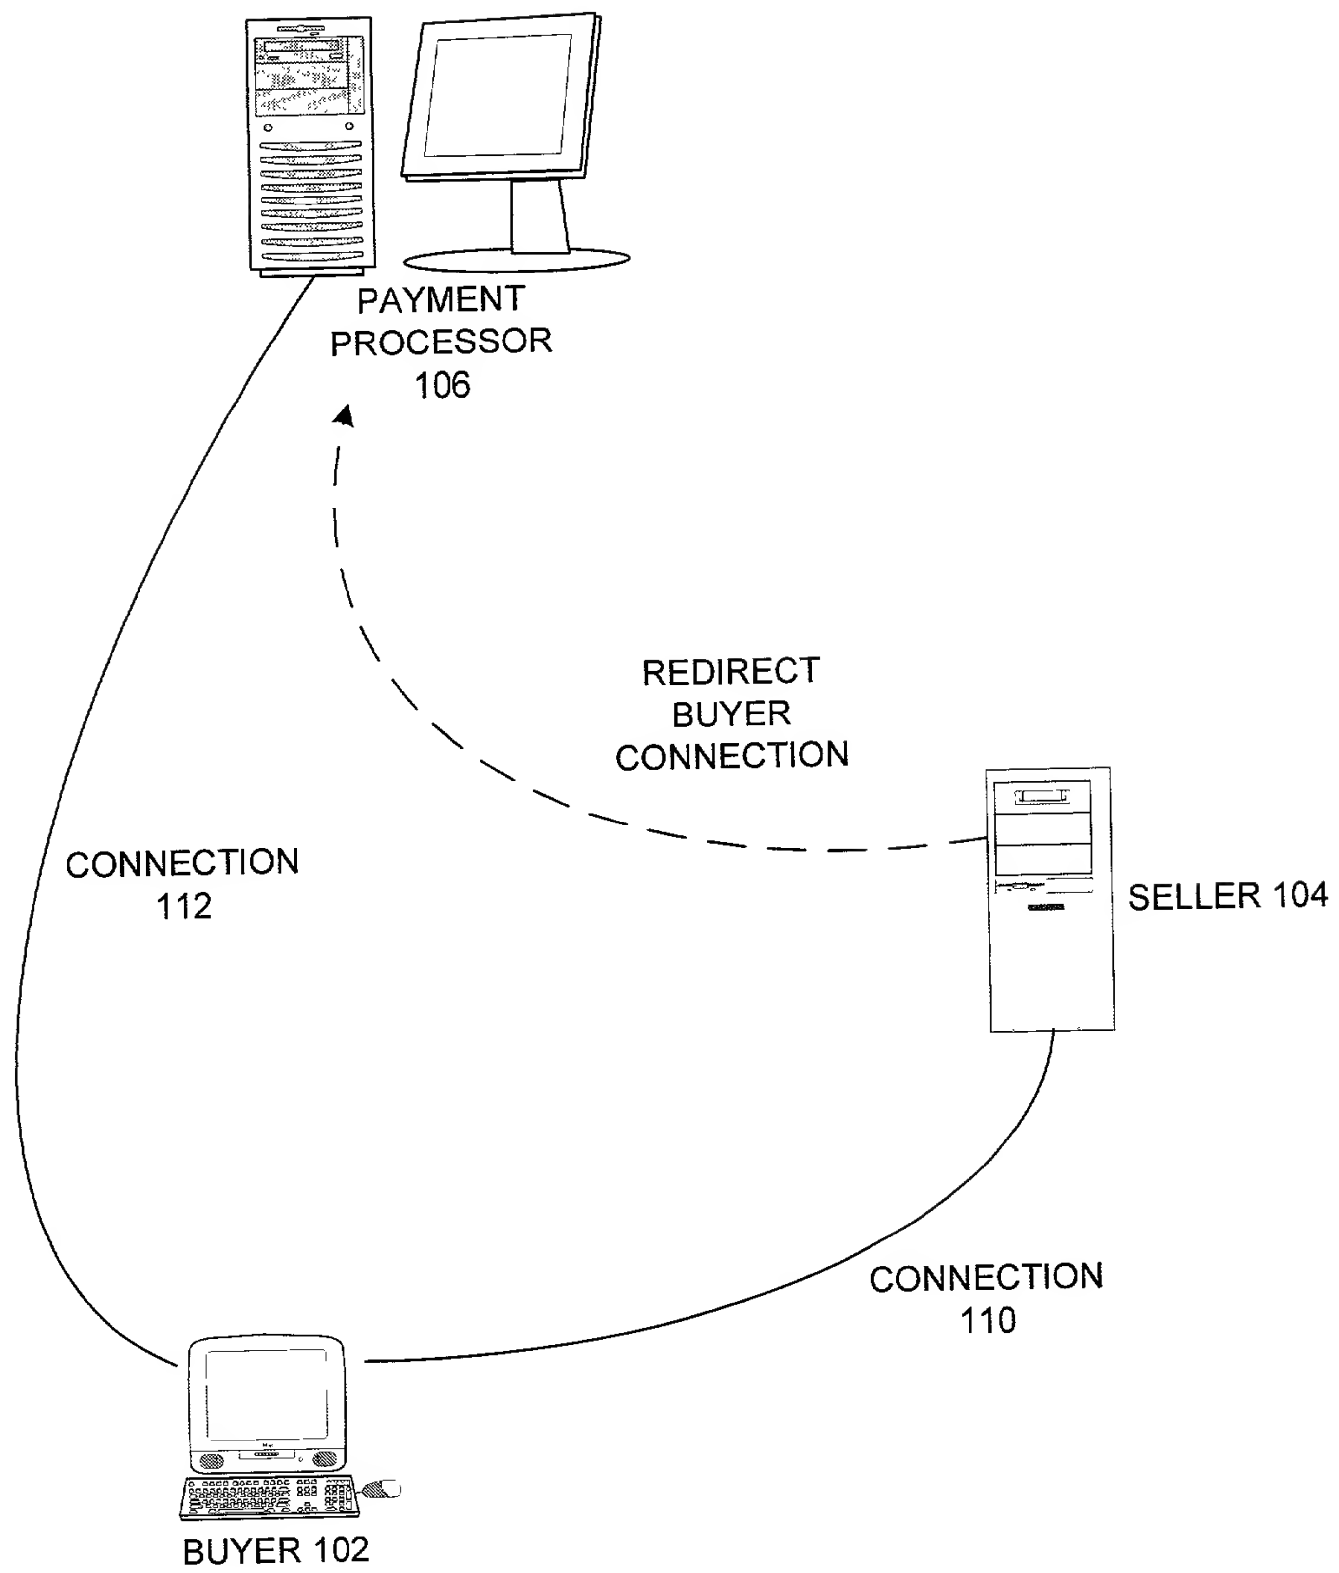 PAYMENT
PROCESSOR
106
REDIRECT
BUYER
CONNECTION
CONNECTION
112
SELLER 104
CONNECTION
110
BUYER 102